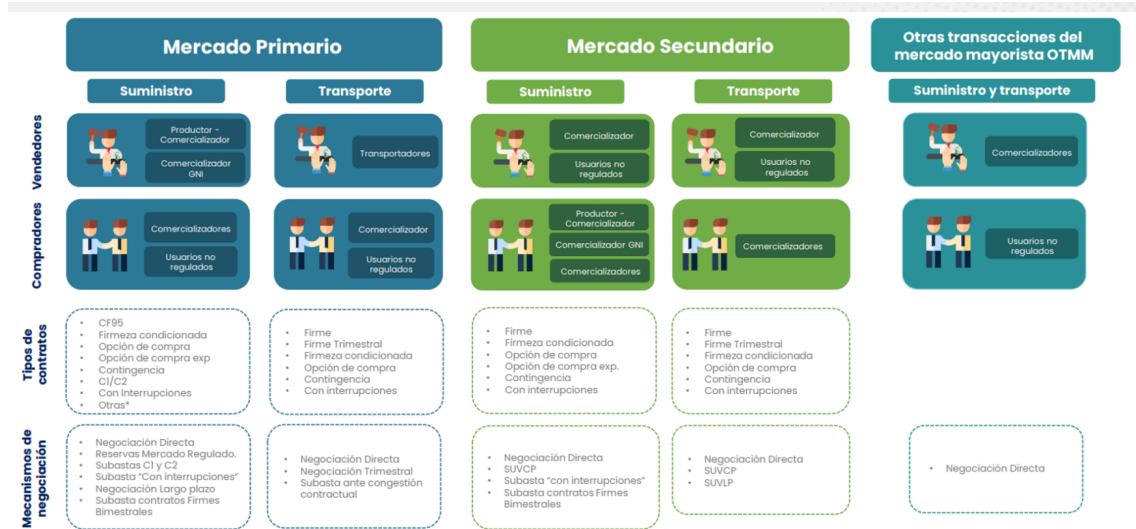 Mercado Primario
Mercado Secundario
Otras transacciones del
mercado mayorista OTMM
Suministro
Transporte
Suministro
Transporte
Suministro y transporte
Vendedores
Productor -
Comercializador
Comercializador
GNI
Transportadores
Comercializador
Usuarios no
regulados
Comercializador
Usuarios no
regulados
Comercializadores
Compradores
Comercializadores
Usuarios no
regulados
Comercializador
Usuarios no
regulados
Productor -
Comercializador
Comercializador GNI
Comercializadores
Comercializadores
Usuarios no
regulados
Tipos de
contratos
• CF95
• Firmeza condicionada
• Opción de compra
• Opción de compra exp
• Contingencia
• C1/C2
• Con Interrupciones
• Otras*
• Firme
• Firme Trimestral
• Firmeza condicionada
• Opción de compra
• Contingencia
• Con interrupciones
• Firme
• Firmeza condicionada
• Opción de compra
• Opción de compra exp.
• Contingencia
• Con interrupciones
• Firme
• Firme Trimestral
• Firmeza condicionada
• Opción de compra
• Contingencia
• Con interrupciones
Mecanismos de
negociación
• Negociación Directa
• Reservas Mercado Regulado.
• Subastas C1 y C2
• Subasta “Con interrupciones”
• Negociación Largo plazo
• Subasta contratos Firmes
Bimestrales
• Negociación Directa
• Negociación Trimestral
• Subasta ante congestión
contractual
• Negociación Directa
• SUVCP
• Subasta “con interrupciones”
• Subasta contratos Firmes
Bimestrales
• Negociación Directa
• SUVCP
• SUVLP
• Negociación Directa